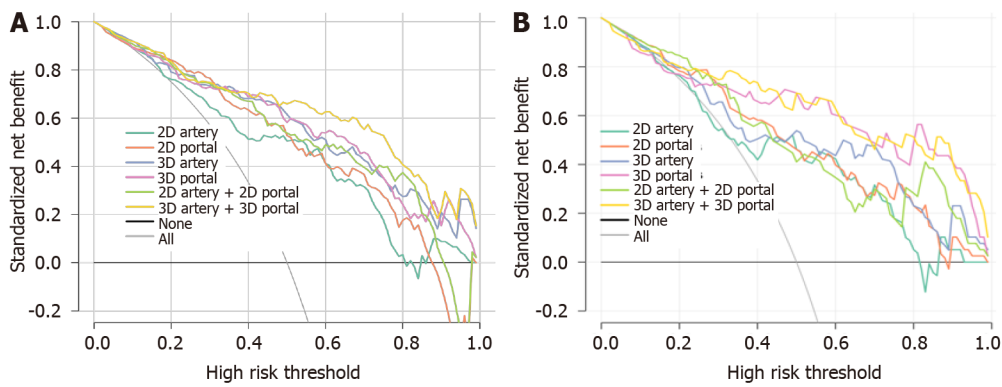 A
Standardized net benefit
1.0
0.8
0.6
0.4
0.2
0.0
-0.2
2D artery
2D portal
3D artery
3D portal
2D artery + 2D portal
3D artery + 3D portal
None
All
0.0 0.2 0.4 0.6 0.8 1.0
High risk threshold
B
Standardized net benefit
1.0
0.8
0.6
0.4
0.2
0.0
-0.2
2D artery
2D portal
3D artery
3D portal
2D artery + 2D portal
3D artery + 3D portal
None
All
0.0 0.2 0.4 0.6 0.8 1.0
High risk threshold